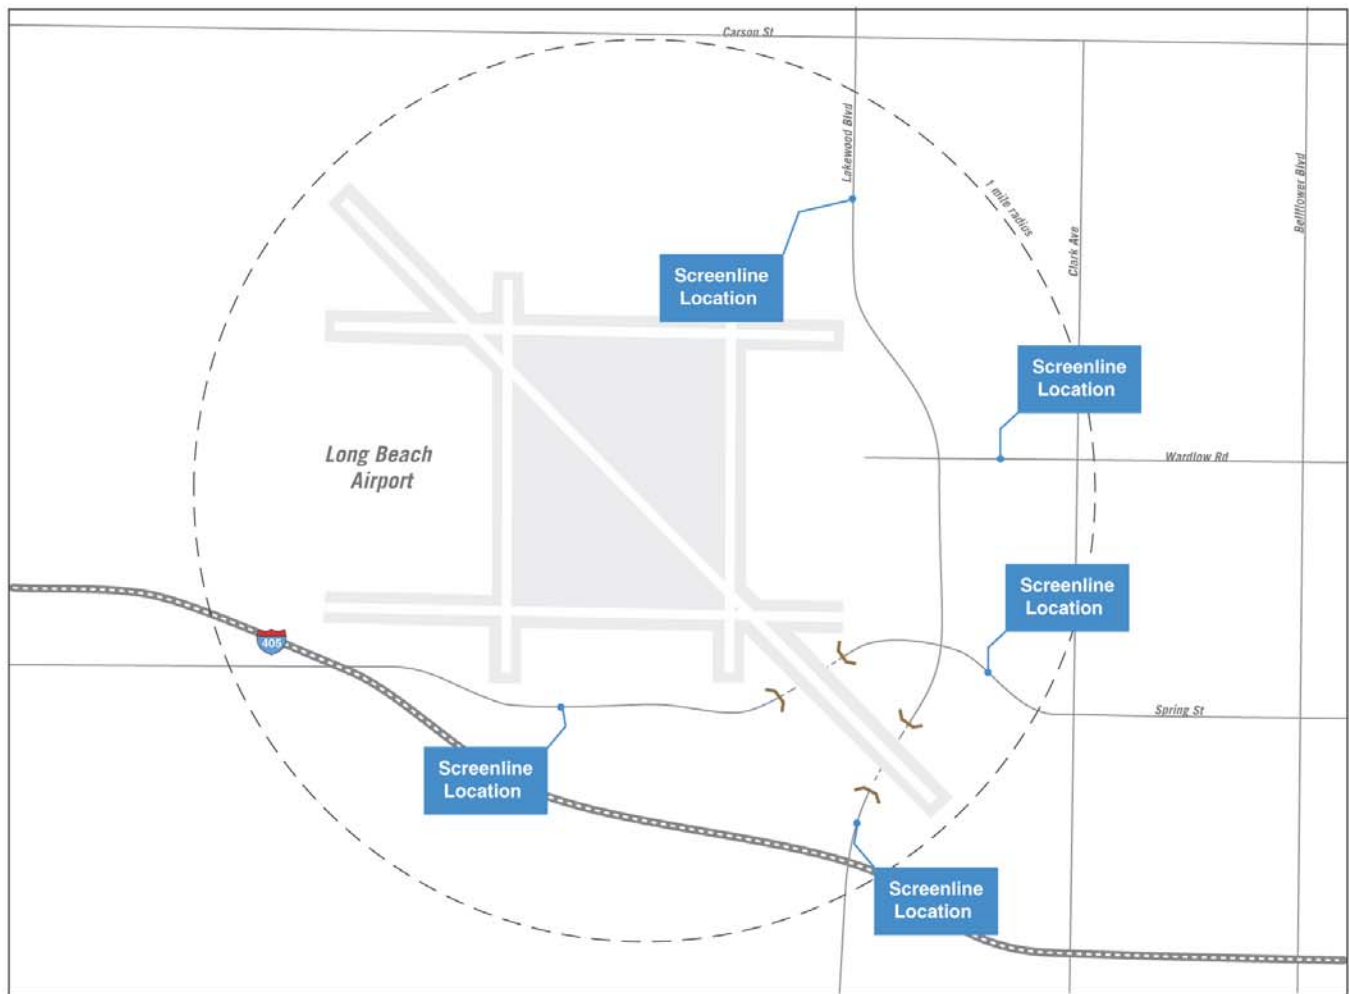 Carson St
Lakewood Blvd
1 mile radius
Clark Ave
Bellflower Blvd
Screenline
Location
Screenline
Location
Long Beach
Airport
Wardlow Rd
Screenline
Location
405
Spring St
Screenline
Location
Screenline
Location